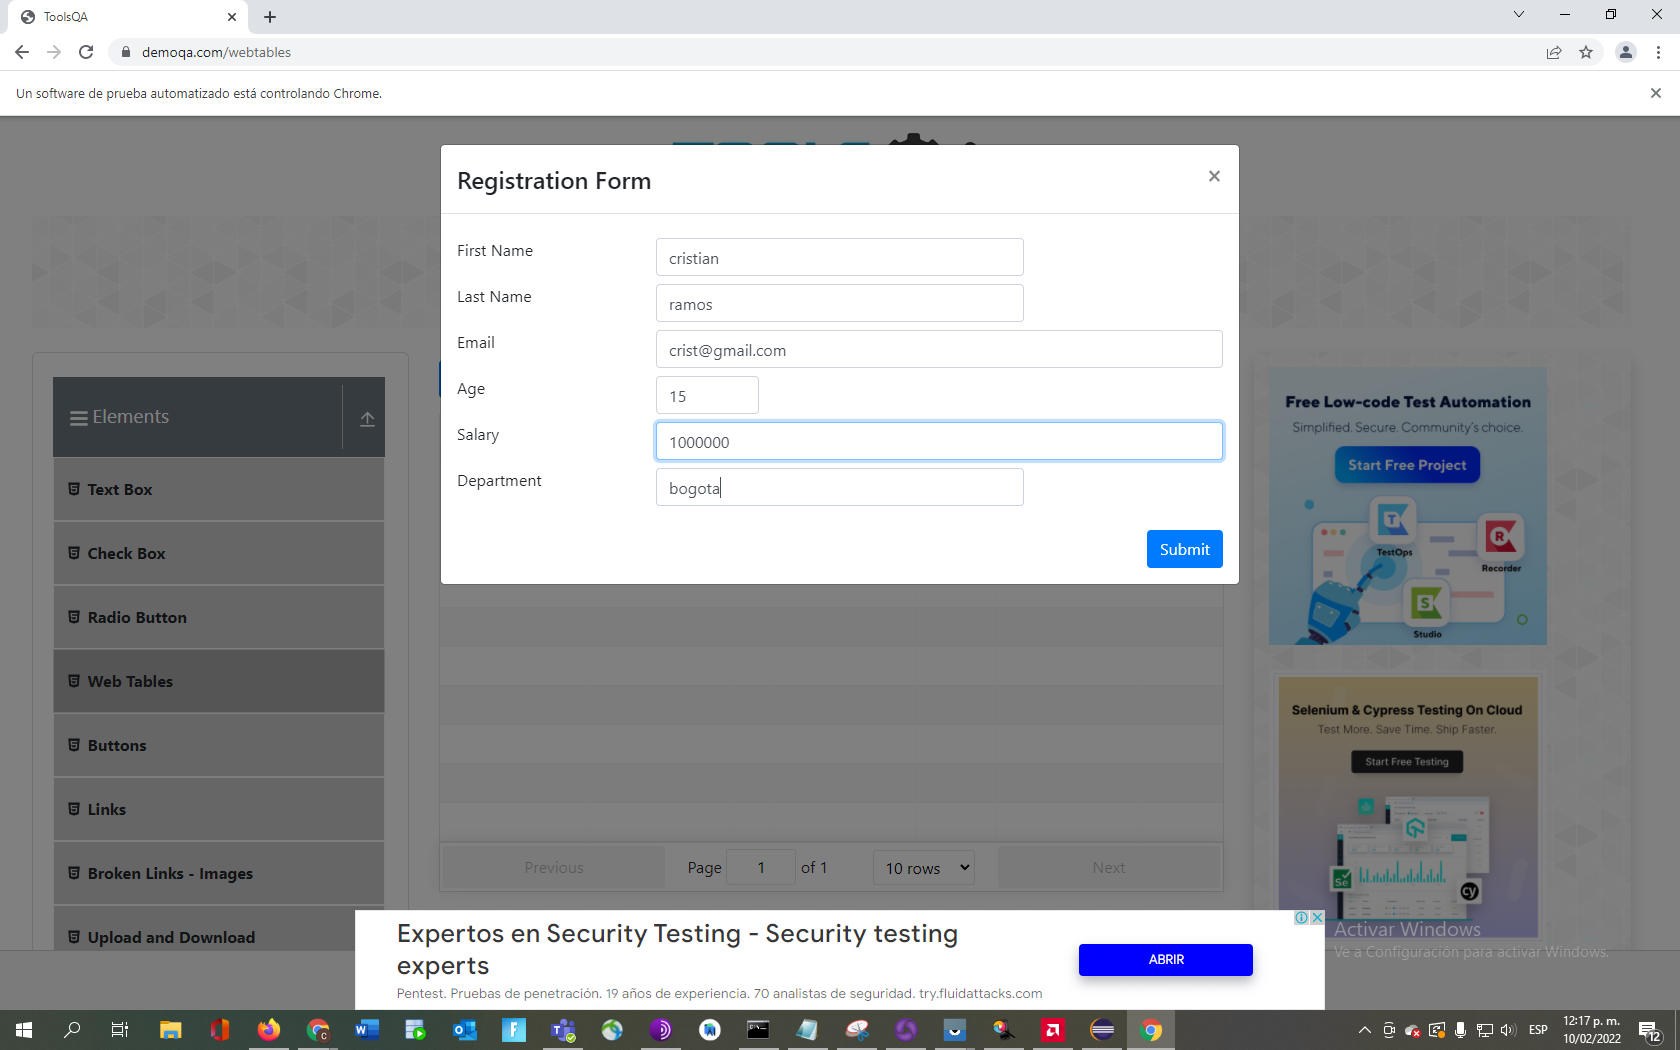 ToolsQA
demoqa.com/webtables
Un software de prueba automatizado está controlando Chrome.
Registration Form
First Name
cristian
Last Name
ramos
Email
crist@gmail.com
Age
15
Salary
1000000
Department
bogota
Submit
Elements
Text Box
Check Box
Radio Button
Web Tables
Buttons
Links
Broken Links - Images
Upload and Download
Previous
Page 1 of 1
10 rows
Next
Free Low-code Test Automation
Simplified. Secure. Community's choice.
Start Free Project
TestOps
Recorder
Studio
Selenium & Cypress Testing On Cloud
Test More. Save Time. Ship Faster.
Start Free Testing
Se
cy
Expertos en Security Testing - Security testing
experts
Pentest. Pruebas de penetración. 19 años de experiencia. 70 analistas de seguridad. try.fluidattacks.com
ABRIR
Activar Windows
Ve a Configuración para activar Windows.
ESP
12:17 p. m.
10/02/2022
12